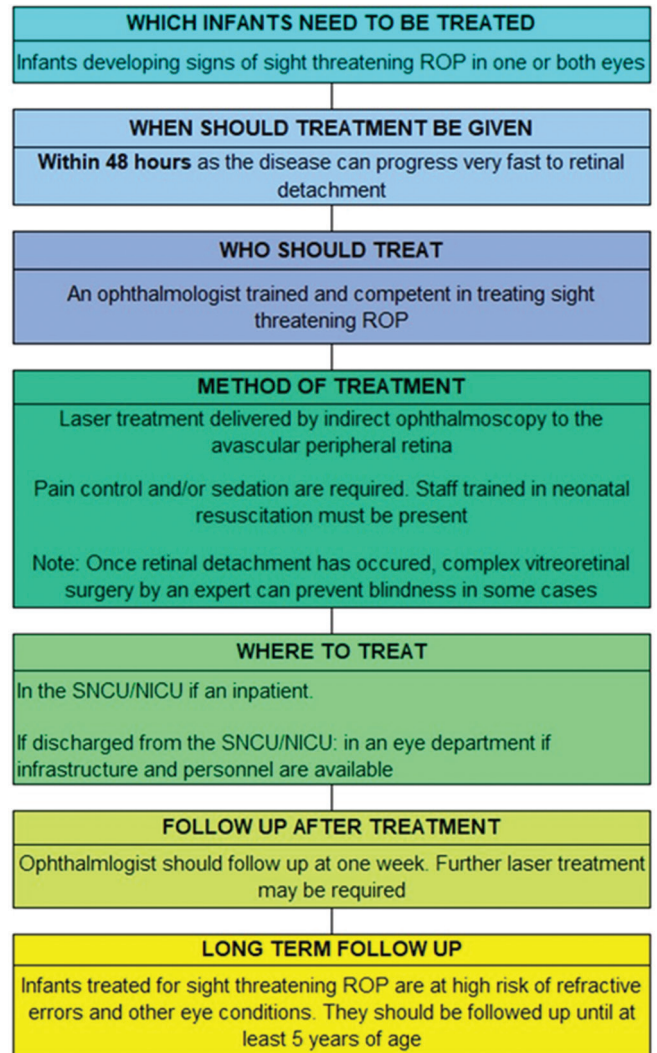 WHICH INFANTS NEED TO BE TREATED
Infants developing signs of sight threatening ROP in one or both eyes
WHEN SHOULD TREATMENT BE GIVEN
Within 48 hours as the disease can progress very fast to retinal
detachment
WHO SHOULD TREAT
An ophthalmologist trained and competent in treating sight
threatening ROP
METHOD OF TREATMENT
Laser treatment delivered by indirect ophthalmoscopy to the
avascular peripheral retina
Pain control and/or sedation are required. Staff trained in neonatal
resuscitation must be present
Note: Once retinal detachment has occured, complex vitreoretinal
surgery by an expert can prevent blindness in some cases
WHERE TO TREAT
In the SNCU/NICU if an inpatient.
If discharged from the SNCU/NICU: in an eye department if
infrastructure and personnel are available
FOLLOW UP AFTER TREATMENT
Ophthalmlogist should follow up at one week. Further laser treatment
may be required
LONG TERM FOLLOW UP
Infants treated for sight threatening ROP are at high risk of refractive
errors and other eye conditions. They should be followed up until at
least 5 years of age